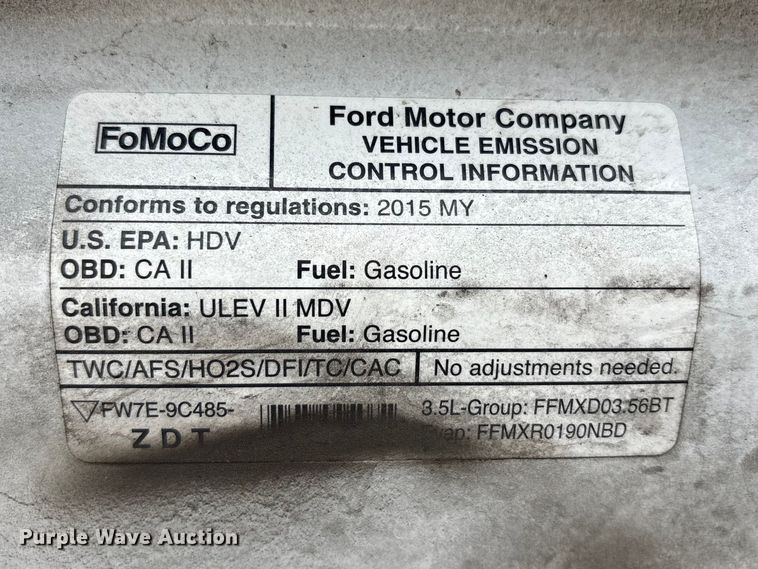 FoMoCo
Ford Motor Company
VEHICLE EMISSION
CONTROL INFORMATION
Conforms to regulations: 2015 MY
U.S. EPA: HDV
OBD: CA II Fuel: Gasoline
California: ULEV II MDV
OBD: CA II Fuel: Gasoline
TWC/AFS/HO2S/DFI/TC/CAC No adjustments needed.
FW7E-9C485- 3.5L-Group: FFMXD03.56BT
ZDT FFMXR0190NBD
Purple Wave Auction